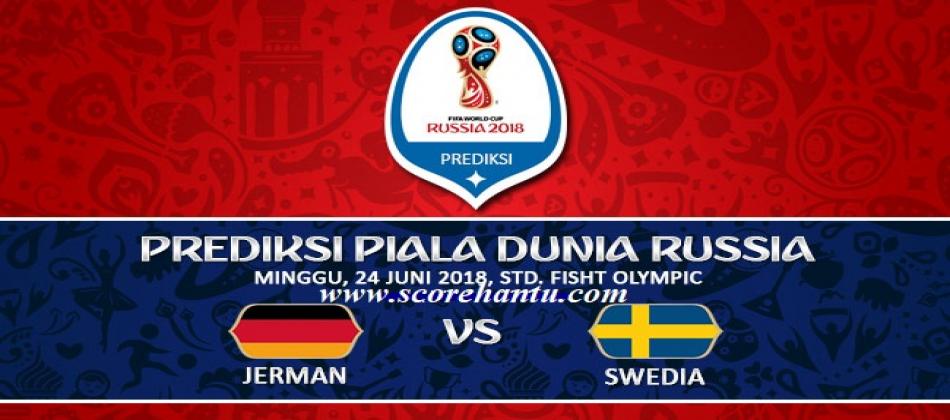 FIFA WORLD CUP
RUSSIA 2018
PREDIKSI
PREDIKSI PIALA DUNIA RUSSIA
MINGGU, 24 JUNI 2018, STD. FISHT OLYMPIC
www.scorehantu.com
VS
JERMAN
SWEDIA